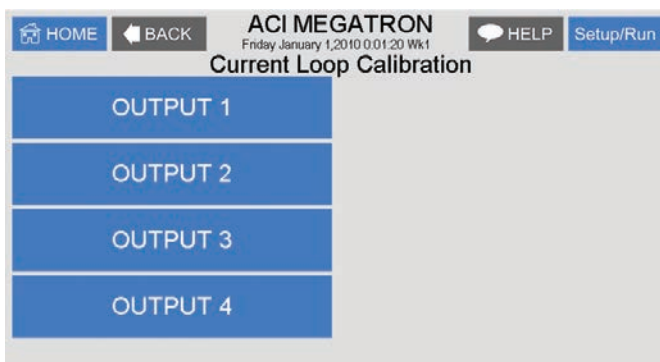 HOME
BACK
ACI MEGATRON
Friday January 1,2010 0:01:20 Wk1
HELP
Setup/Run
Current Loop Calibration
OUTPUT 1
OUTPUT 2
OUTPUT 3
OUTPUT 4